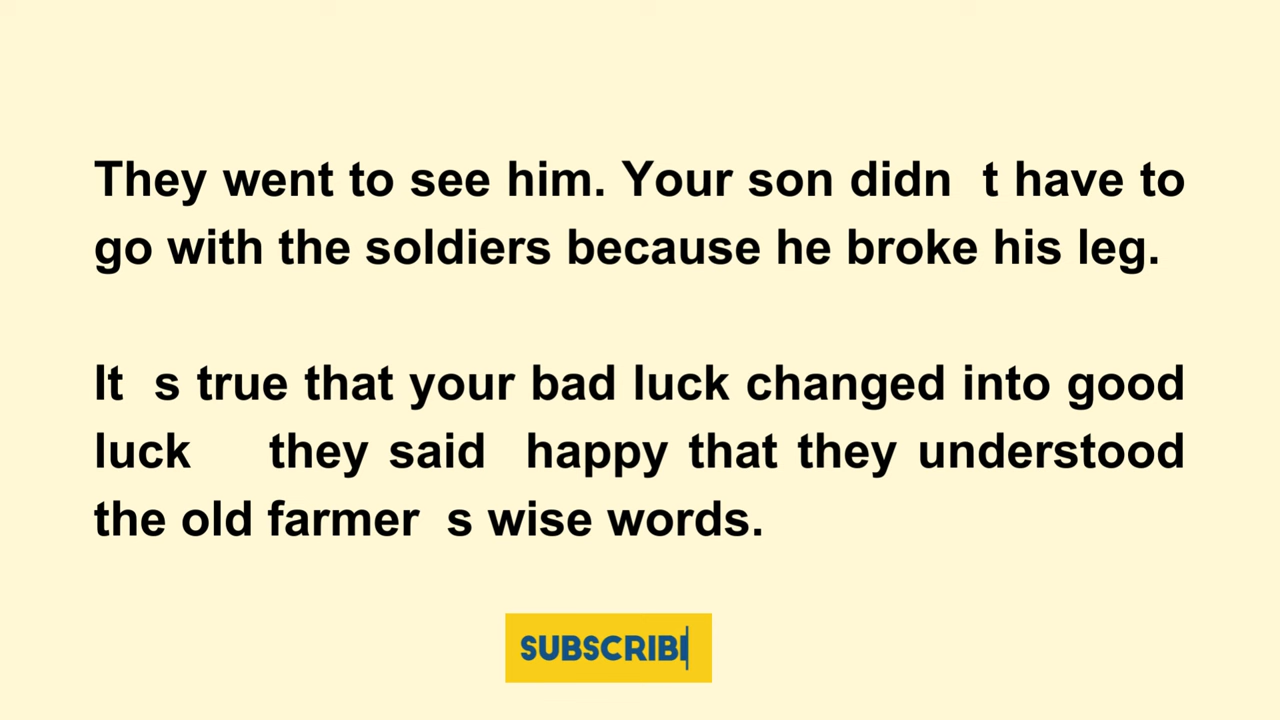 They went to see him. Your son didn t have to
go with the soldiers because he broke his leg.
It s true that your bad luck changed into good
luck they said happy that they understood
the old farmer s wise words.
SUBSCRIBI